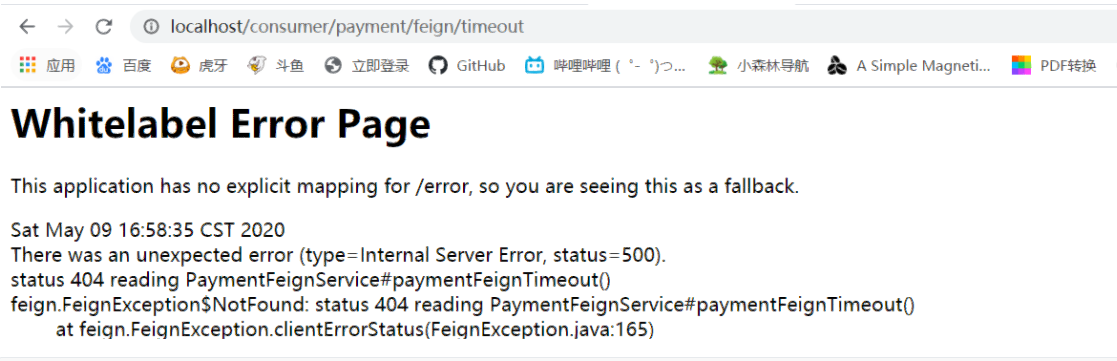 localhost/consumer/payment/feign/timeout
应用 百度 虎牙 斗鱼 立即登录 GitHub 哔哩哔哩 ( ゜- ゜)つ... 小森林导航 A Simple Magneti... PDF转换
Whitelabel Error Page
This application has no explicit mapping for /error, so you are seeing this as a fallback.
Sat May 09 16:58:35 CST 2020
There was an unexpected error (type=Internal Server Error, status=500).
status 404 reading PaymentFeignService#paymentFeignTimeout()
feign.FeignException$NotFound: status 404 reading PaymentFeignService#paymentFeignTimeout()
at feign.FeignException.clientErrorStatus(FeignException.java:165)